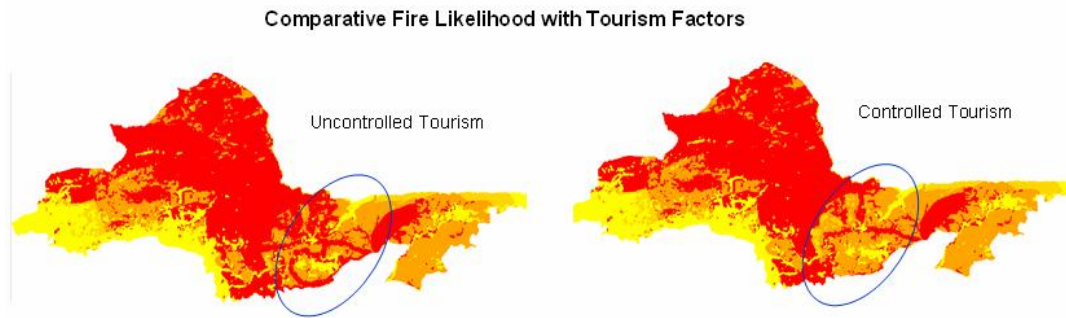 Comparative Fire Likelihood with Tourism Factors
Uncontrolled Tourism
Controlled Tourism